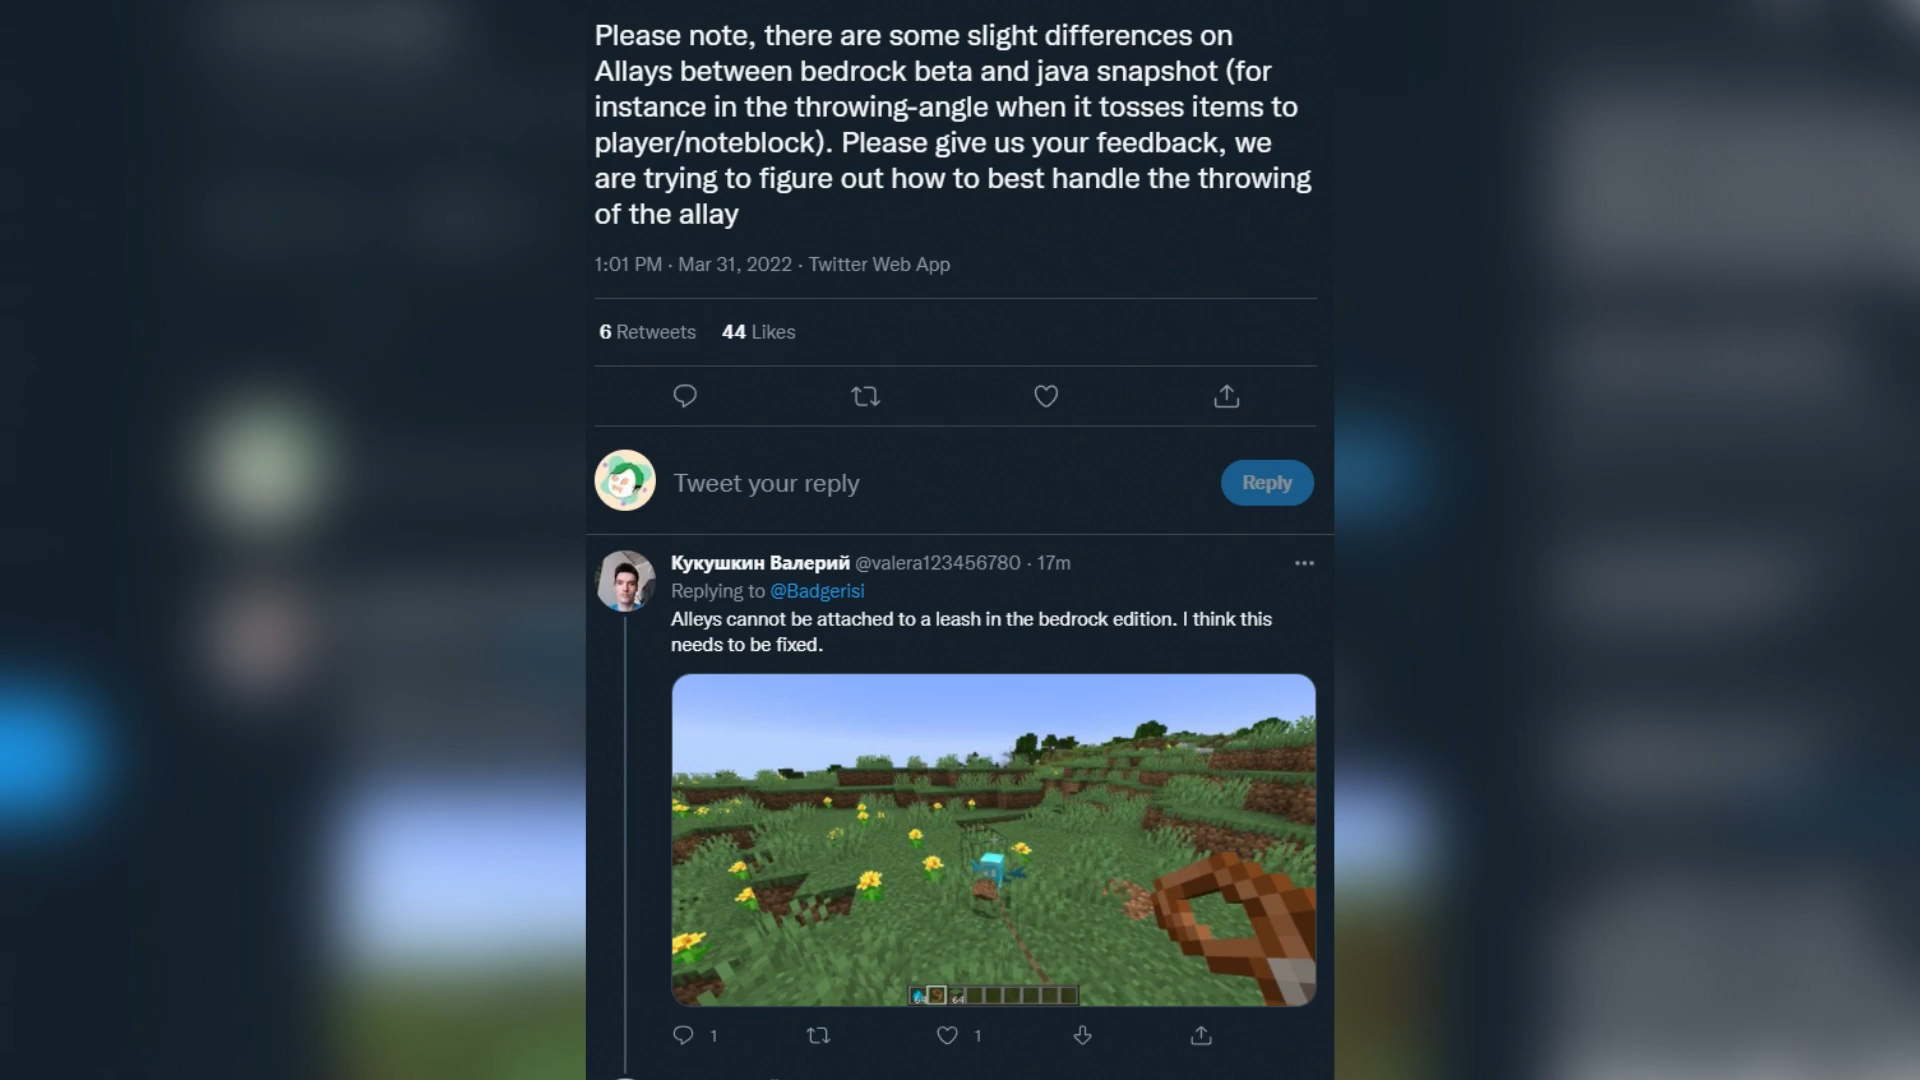 Please note, there are some slight differences on
Allays between bedrock beta and java snapshot (for
instance in the throwing-angle when it tosses items to
player/noteblock). Please give us your feedback, we
are trying to figure out how to best handle the throwing
of the allay
1:01 PM · Mar 31, 2022 · Twitter Web App
6 Retweets 44 Likes
Tweet your reply
Reply
Кукушкин Валерий @valera123456780 · 17m
Replying to @Badgerisi
Alleys cannot be attached to a leash in the bedrock edition. I think this
needs to be fixed.
64
1 1